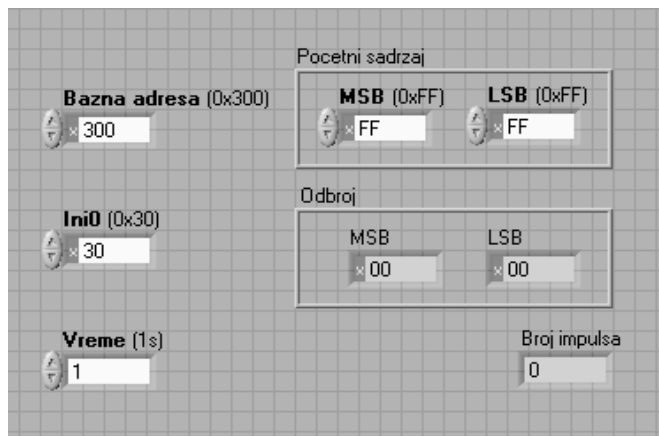 Pocetni sadrzaj
Bazna adresa (0x300)
x 300
MSB (0xFF)
x FF
LSB (0xFF)
x FF
Ini0 (0x30)
x 30
Odbroj
MSB
x 00
LSB
x 00
Vreme (1s)
1
Broj impulsa
0